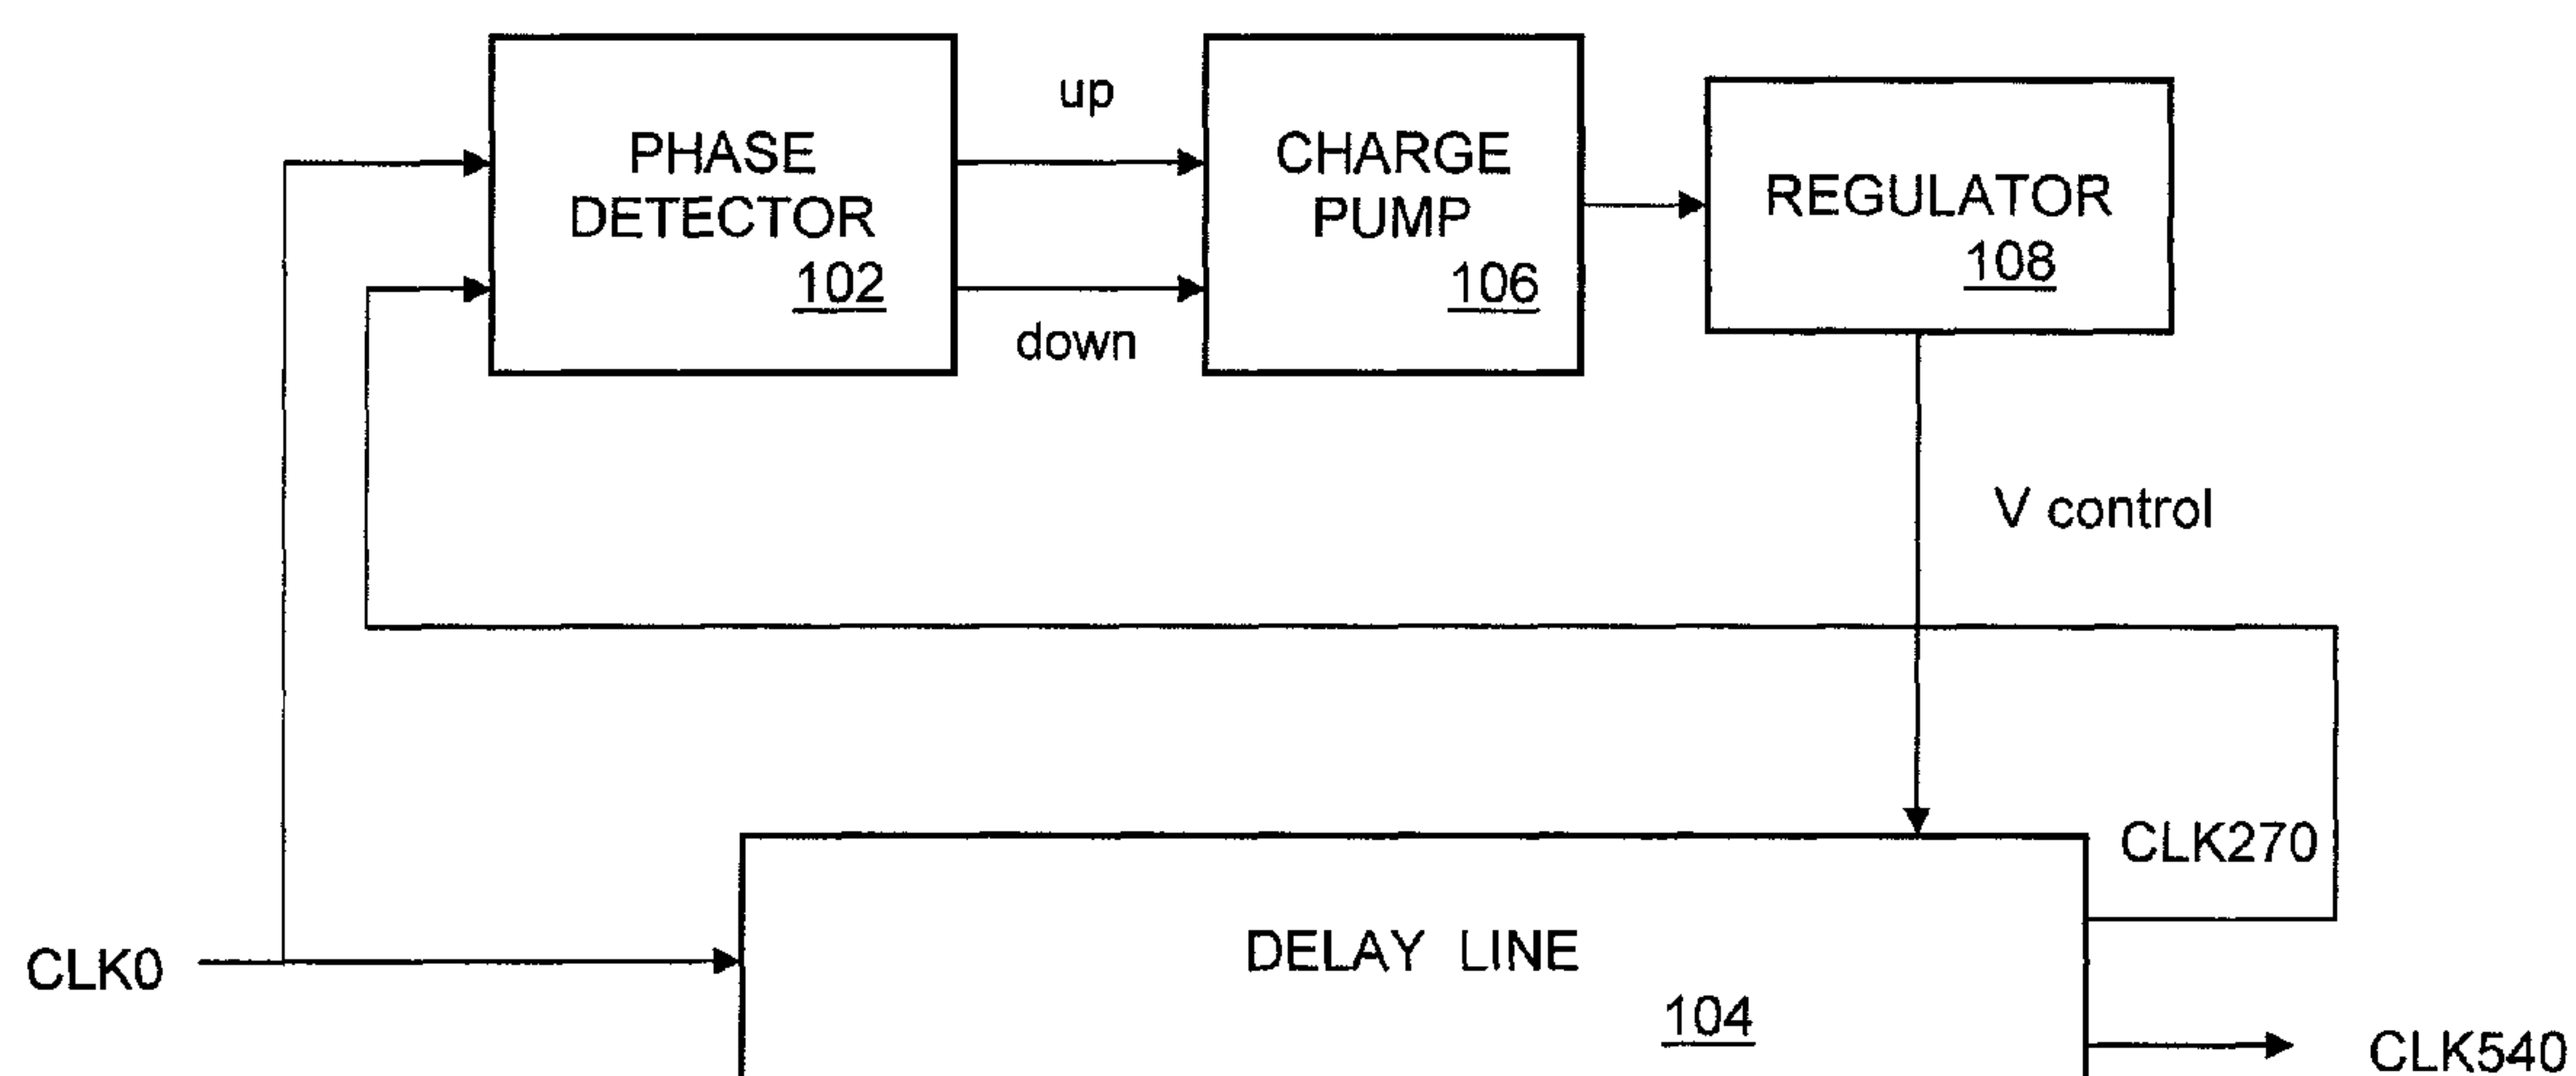 up
PHASE
DETECTOR
102
down
CHARGE
PUMP
106
REGULATOR
108
V control
CLK270
CLK0
DELAY LINE
104
CLK540